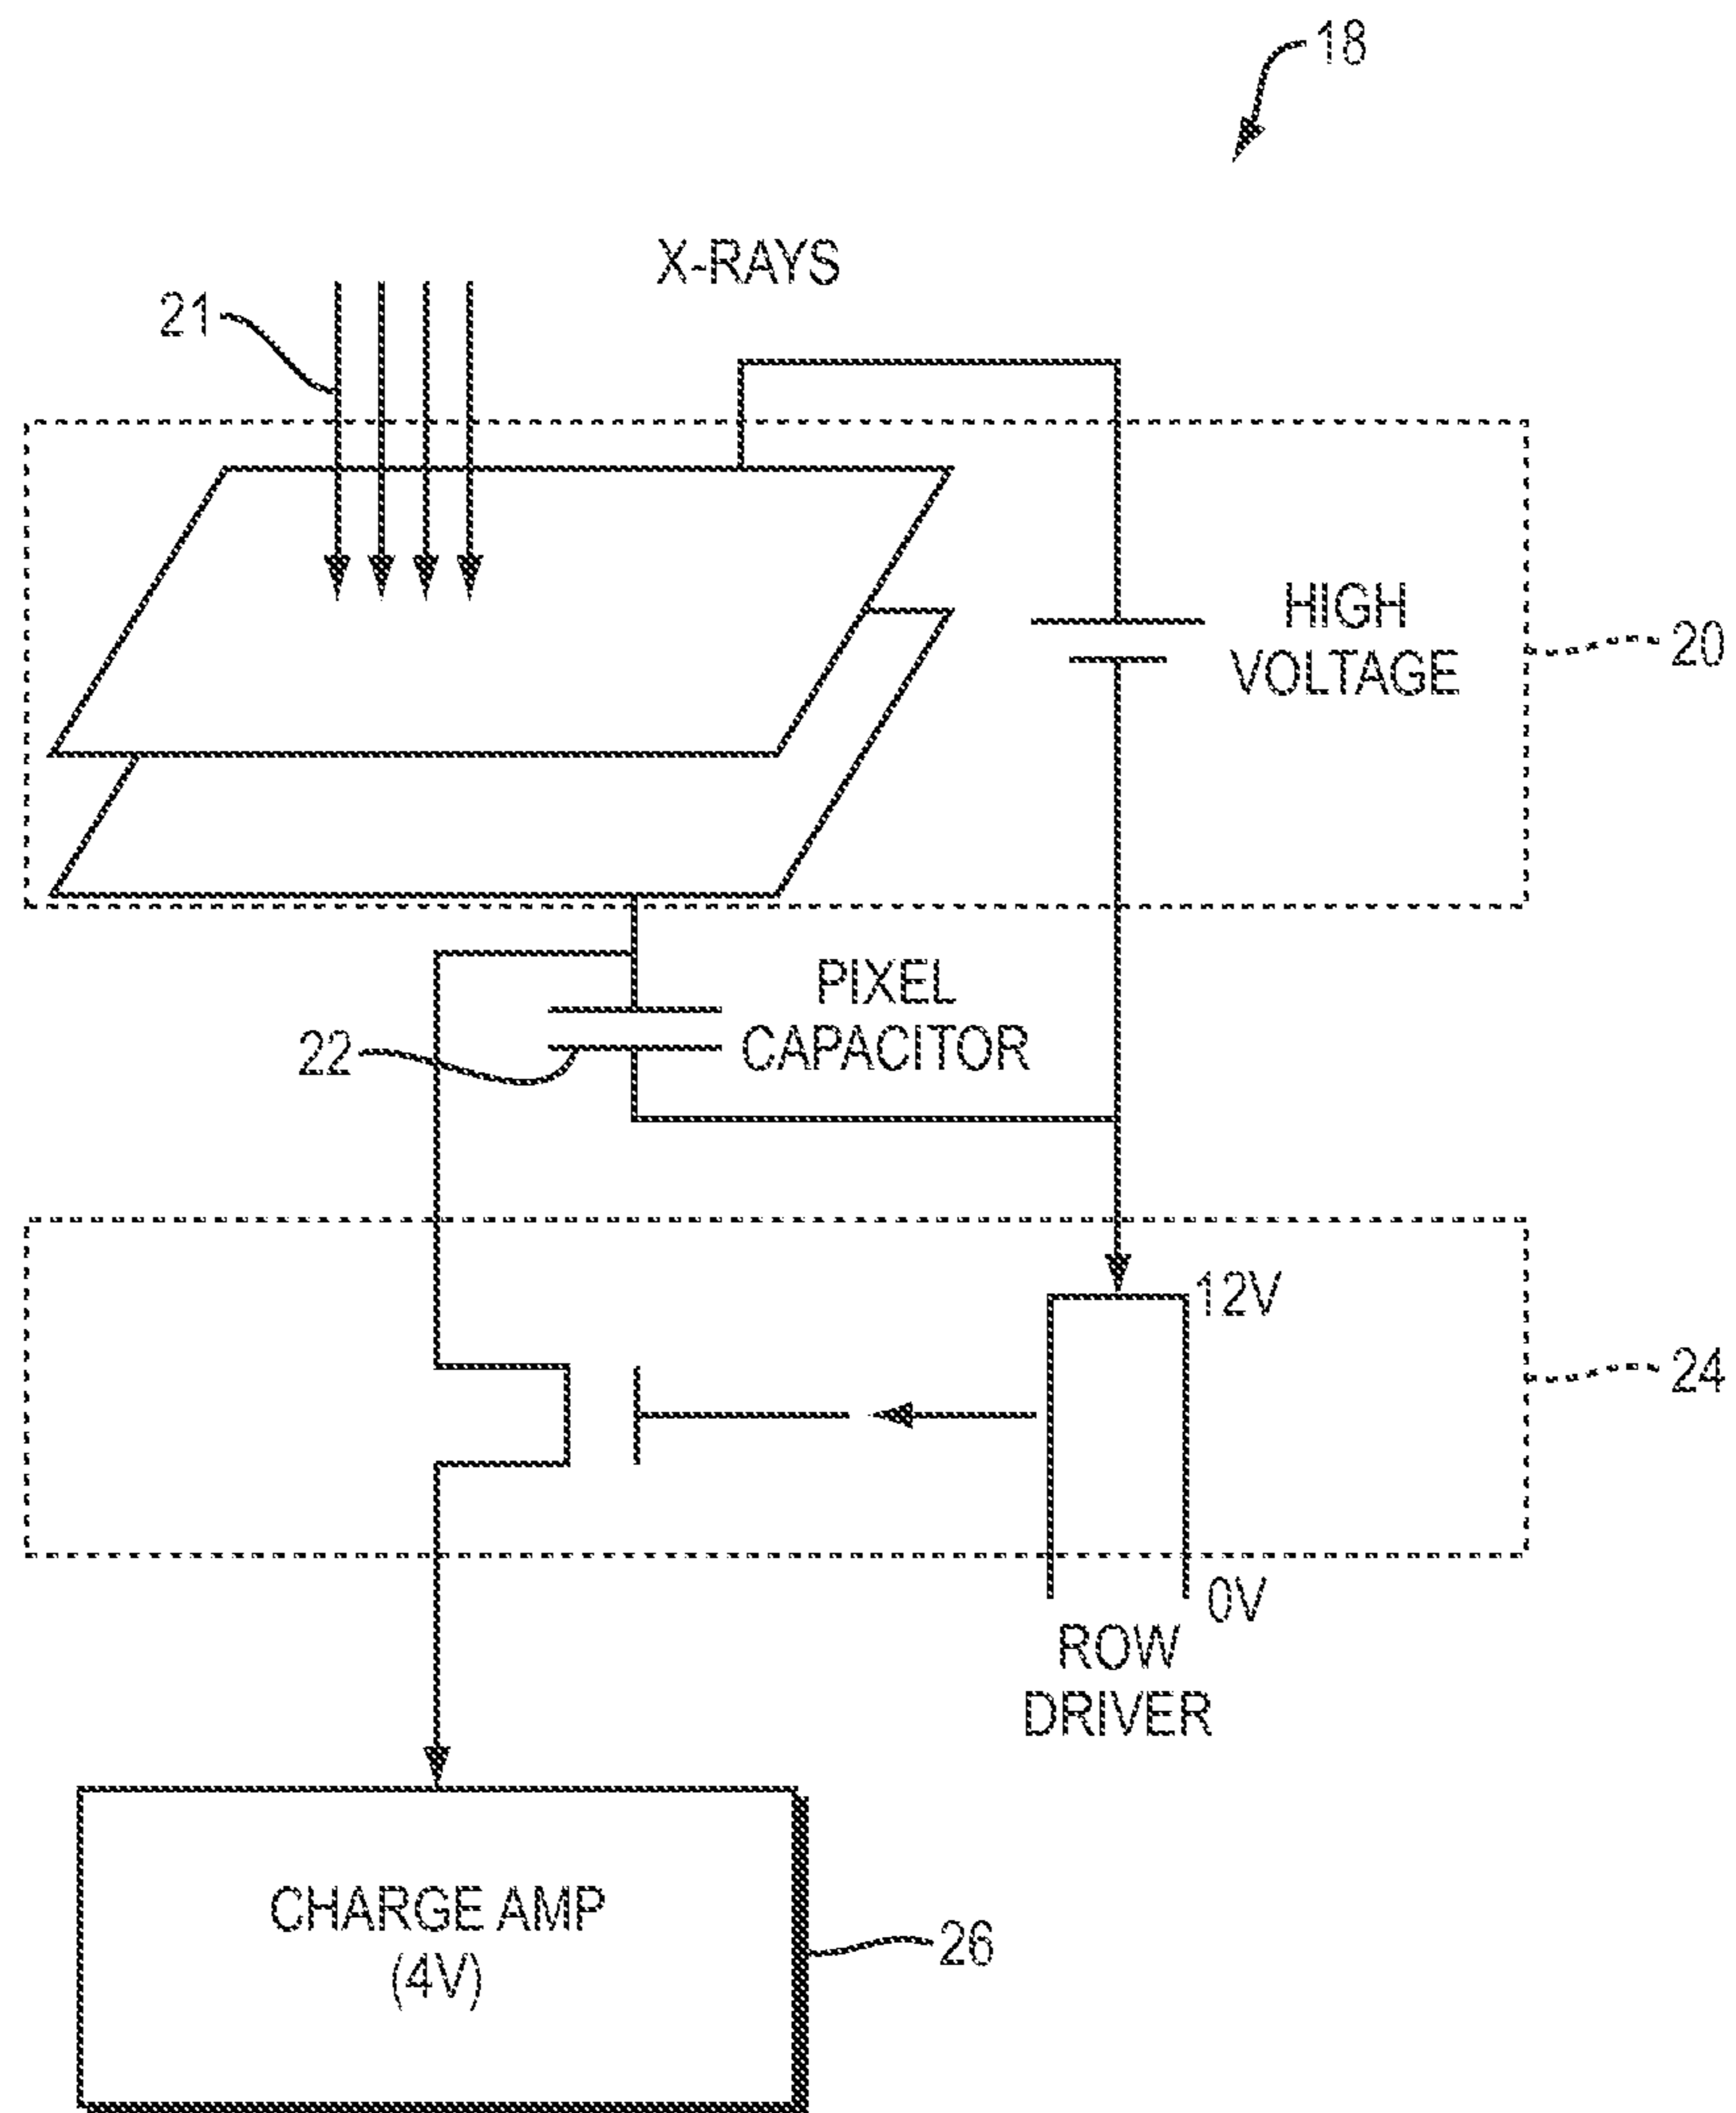 18
X-RAYS
21
HIGH
VOLTAGE
20
PIXEL
CAPACITOR
22
12V
24
0V
ROW
DRIVER
CHARGE AMP
(4V)
26